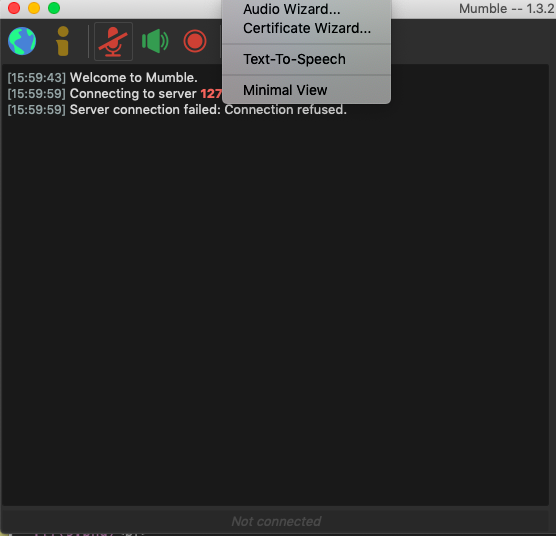 Audio Wizard...
Mumble -- 1.3.2
Certificate Wizard...
Text-To-Speech
Minimal View
[15:59:43] Welcome to Mumble.
[15:59:59] Connecting to server 127
[15:59:59] Server connection failed: Connection refused.
Not connected